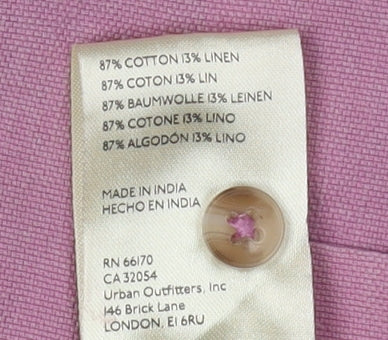 87% COTTON 13% LINEN
87% COTON 13% LIN
87% BAUMWOLLE 13% LEINEN
87% COTONE 13% LINO
87% ALGODÓN 13% LINO
MADE IN INDIA
HECHO EN INDIA
RN 66170
CA 32054
Urban Outfitters, Inc
146 Brick Lane
LONDON, E1 6RU